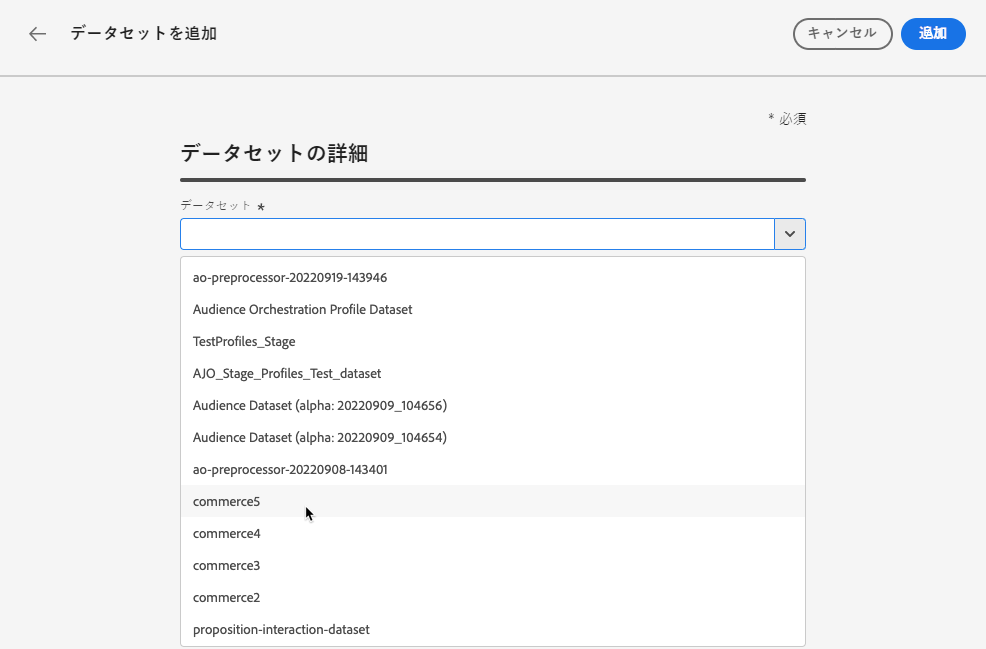 データセットを追加
キャンセル
追加
* 必須
データセットの詳細
データセット *
ao-preprocessor-20220919-143946
Audience Orchestration Profile Dataset
TestProfiles_Stage
AJO_Stage_Profiles_Test_dataset
Audience Dataset (alpha: 20220909_104656)
Audience Dataset (alpha: 20220909_104654)
ao-preprocessor-20220908-143401
commerce5
commerce4
commerce3
commerce2
proposition-interaction-dataset